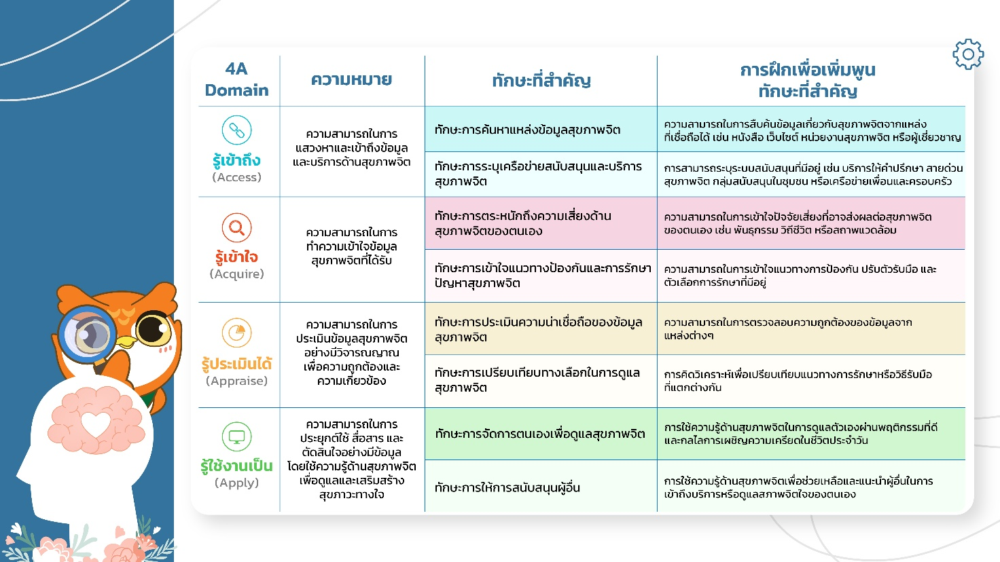 4A
Domain
ความหมาย
ทักษะที่สำคัญ
การฝึกเพื่อเพิ่มพูน
ทักษะที่สำคัญ
รู้เข้าถึง
(Access)
ความสามารถในการ
แสวงหาและเข้าถึงข้อมูล
และบริการด้านสุขภาพจิต
ทักษะการค้นหาแหล่งข้อมูลสุขภาพจิต
ความสามารถในการสืบค้นข้อมูลเกี่ยวกับสุขภาพจิตจากแหล่ง
ที่เชื่อถือได้ เช่น หนังสือ เว็บไซต์ หน่วยงานสุขภาพจิต หรือผู้เชี่ยวชาญ
ทักษะการระบุเครือข่ายสนับสนุนและบริการ
สุขภาพจิต
การสามารถระบุระบบสนับสนุนที่มีอยู่ เช่น บริการให้คำปรึกษา สายด่วน
สุขภาพจิต กลุ่มสนับสนุนในชุมชน หรือเครือข่ายเพื่อนและครอบครัว
รู้เข้าใจ
(Acquire)
ความสามารถในการ
ทำความเข้าใจข้อมูล
สุขภาพจิตที่ได้รับ
ทักษะการตระหนักถึงความเสี่ยงด้าน
สุขภาพจิตของตนเอง
ความสามารถในการเข้าใจปัจจัยเสี่ยงที่อาจส่งผลต่อสุขภาพจิต
ของตนเอง เช่น พันธุกรรม วิถีชีวิต หรือสภาพแวดล้อม
ทักษะการเข้าใจแนวทางป้องกันและการรักษา
ปัญหาสุขภาพจิต
ความสามารถในการเข้าใจแนวทางการป้องกัน ปรับตัวรับมือ และ
ตัวเลือกการรักษาที่มีอยู่
รู้ประเมินได้
(Appraise)
ความสามารถในการ
ประเมินข้อมูลสุขภาพจิต
อย่างมีวิจารณญาณ
เพื่อความถูกต้องและ
ความเกี่ยวข้อง
ทักษะการประเมินความน่าเชื่อถือของข้อมูล
สุขภาพจิต
ความสามารถในการตรวจสอบความถูกต้องของข้อมูลจาก
แหล่งต่างๆ
ทักษะการเปรียบเทียบทางเลือกในการดูแล
สุขภาพจิต
การคิดวิเคราะห์เพื่อเปรียบเทียบแนวทางการรักษาหรือวิธีรับมือ
ที่แตกต่างกัน
รู้ใช้งานเป็น
(Apply)
ความสามารถในการ
ประยุกต์ใช้ สื่อสาร และ
ตัดสินใจอย่างมีข้อมูล
โดยใช้ความรู้ด้านสุขภาพจิต
เพื่อดูแลและเสริมสร้าง
สุขภาวะทางใจ
ทักษะการจัดการตนเองเพื่อดูแลสุขภาพจิต
การใช้ความรู้ด้านสุขภาพจิตในการดูแลตัวเองผ่านพฤติกรรมที่ดี
และกลไลการเผชิญความเครียดในชีวิตประจำวัน
ทักษะการให้การสนับสนุนผู้อื่น
การใช้ความรู้ด้านสุขภาพจิตเพื่อช่วยเหลือและแนะนำผู้อื่นในการ
เข้าถึงบริการหรือดูแลสภาพจิตใจของตนเอง